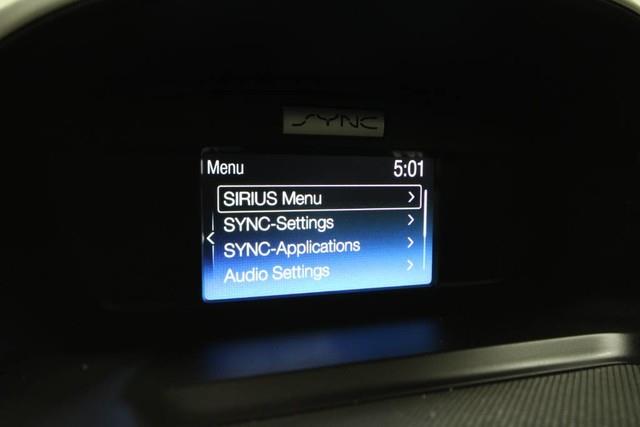 SYNC
Menu 5:01
SIRIUS Menu
SYNC-Settings
SYNC-Applications
Audio Settings